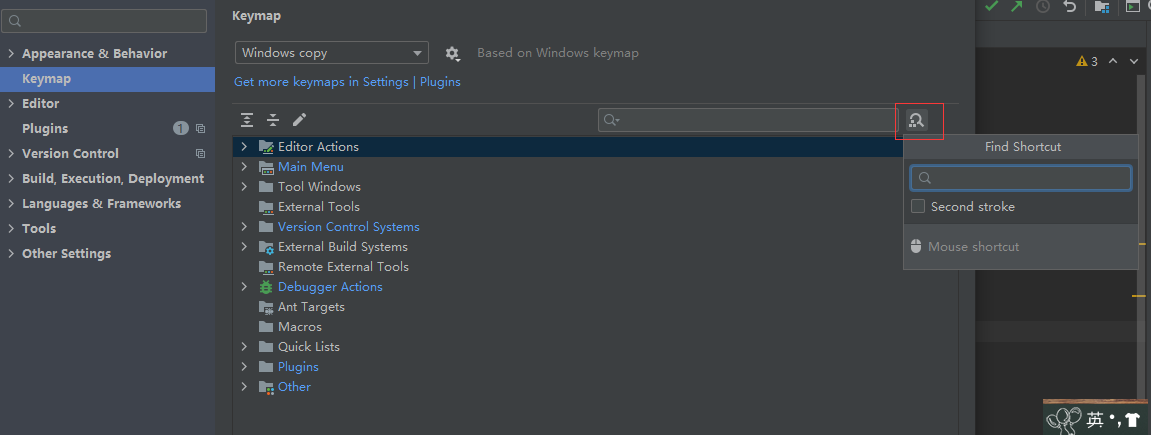 Keymap
Windows copy
Based on Windows keymap
Get more keymaps in Settings | Plugins
Appearance & Behavior
Keymap
Editor
Plugins 1
Version Control
Build, Execution, Deployment
Languages & Frameworks
Tools
Other Settings
Editor Actions
Main Menu
Tool Windows
External Tools
Version Control Systems
External Build Systems
Remote External Tools
Debugger Actions
Ant Targets
Macros
Quick Lists
Plugins
Other
3
Find Shortcut
Second stroke
Mouse shortcut
英 •,